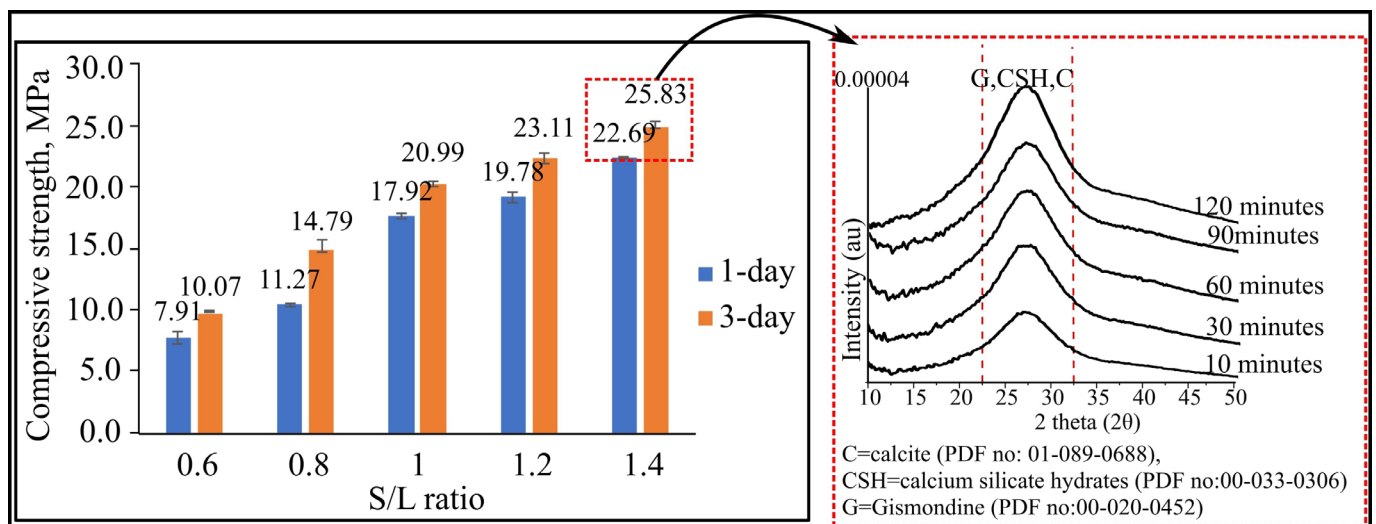 Compressive strength, MPa
30.0
25.0
20.0
15.0
10.0
5.0
0.0
7.91
10.07
11.27
14.79
17.92
20.99
19.78
23.11
22.69
25.83
0.6 0.8 1 1.2 1.4
S/L ratio
1-day
3-day
0.00004
G,CSH,C
Intensity (au)
120 minutes
90minutes
60 minutes
30 minutes
10 minutes
10 15 20 25 30 35 40 45 50
2 theta (2θ)
C=calcite (PDF no: 01-089-0688),
CSH=calcium silicate hydrates (PDF no:00-033-0306)
G=Gismondine (PDF no:00-020-0452)